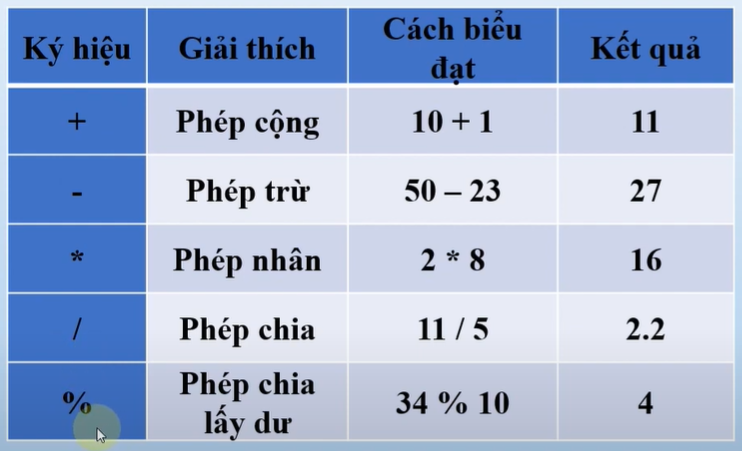 Ký hiệu Giải thích Cách biểu đạt Kết quả
+ Phép cộng 10 + 1 11
- Phép trừ 50 – 23 27
* Phép nhân 2 * 8 16
/ Phép chia 11 / 5 2.2
% Phép chia lấy dư 34 % 10 4